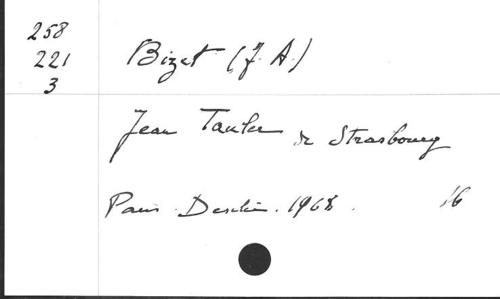 258
221
3
Bizet (J. A.)
Jean Tauler de Strasbourg
Paris. Desclée. 1968. 16